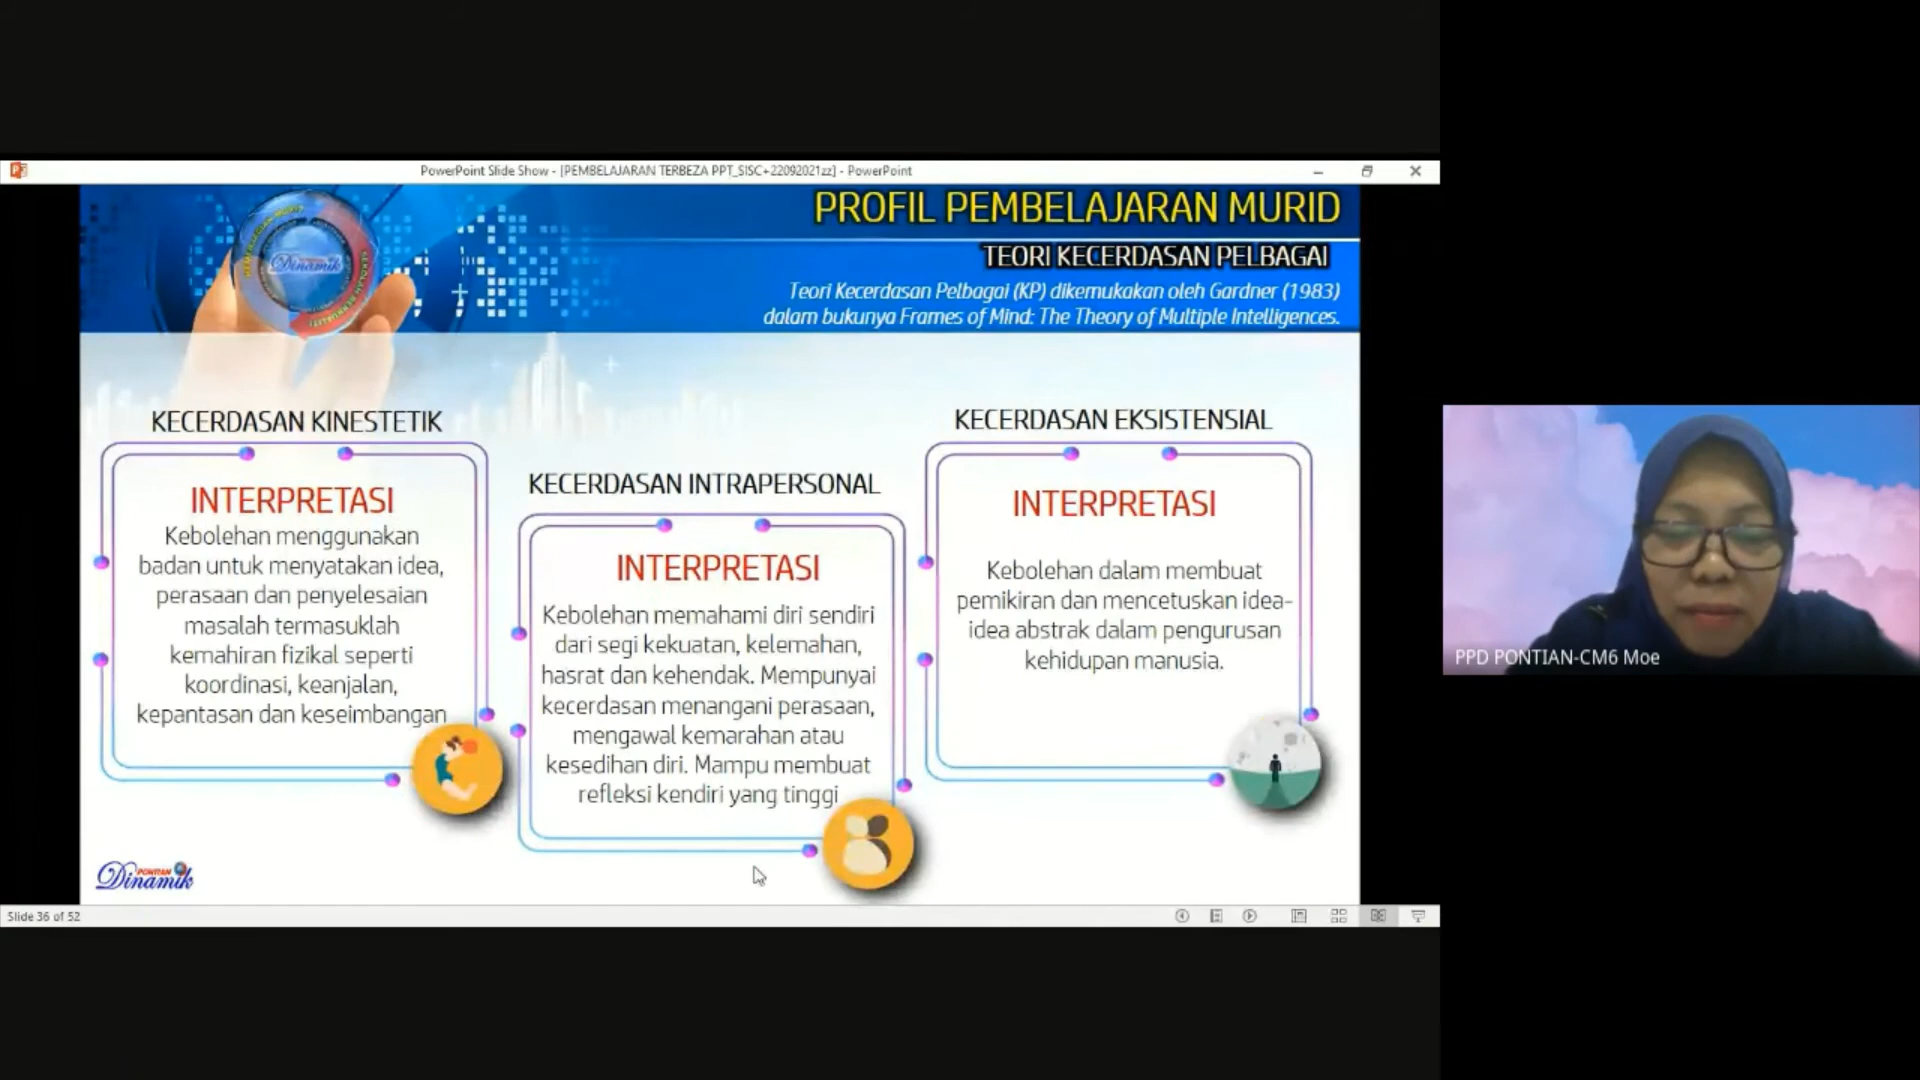 PowerPoint Slide Show - [PEMBELAJARAN TERBEZA PPT_SISC+22092021zz] - PowerPoint
PROFIL PEMBELAJARAN MURID
TEORI KECERDASAN PELBAGAI
Teori Kecerdasan Pelbagai (KP) dikemukakan oleh Gardner (1983)
dalam bukunya Frames of Mind: The Theory of Multiple Intelligences.
Dinamik
KECERDASAN KINESTETIK
INTERPRETASI
Kebolehan menggunakan
badan untuk menyatakan idea,
perasaan dan penyelesaian
masalah termasuklah
kemahiran fizikal seperti
koordinasi, keanjalan,
kepantasan dan keseimbangan
KECERDASAN INTRAPERSONAL
INTERPRETASI
Kebolehan memahami diri sendiri
dari segi kekuatan, kelemahan,
hasrat dan kehendak. Mempunyai
kecerdasan menangani perasaan,
mengawal kemarahan atau
kesedihan diri. Mampu membuat
refleksi kendiri yang tinggi
KECERDASAN EKSISTENSIAL
INTERPRETASI
Kebolehan dalam membuat
pemikiran dan mencetuskan idea-
idea abstrak dalam pengurusan
kehidupan manusia.
PPD PONTIAN-CM6 Moe
PONTIAN
Dinamik
Slide 36 of 52